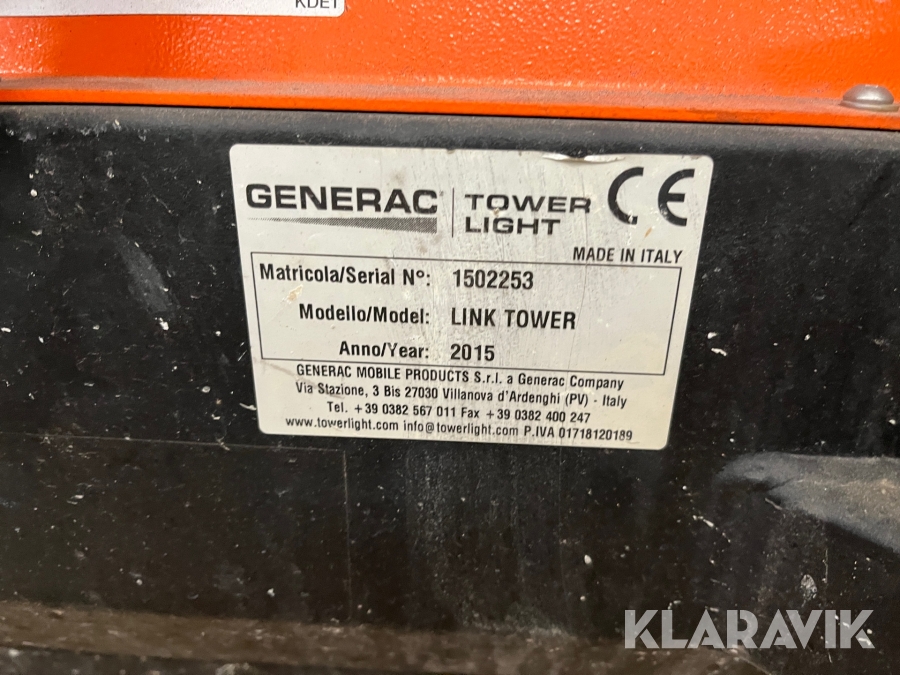 KDET
GENERAC
TOWER
LIGHT
CE
MADE IN ITALY
Matricola/Serial N°: 1502253
Modello/Model: LINK TOWER
Anno/Year: 2015
GENERAC MOBILE PRODUCTS S.r.l. a Generac Company
Via Stazione, 3 Bis 27030 Villanova d'Ardenghi (PV) - Italy
Tel. +39 0382 567 011 Fax +39 0382 400 247
www.towerlight.com info@towerlight.com P.IVA 01718120189
KLARAVIK